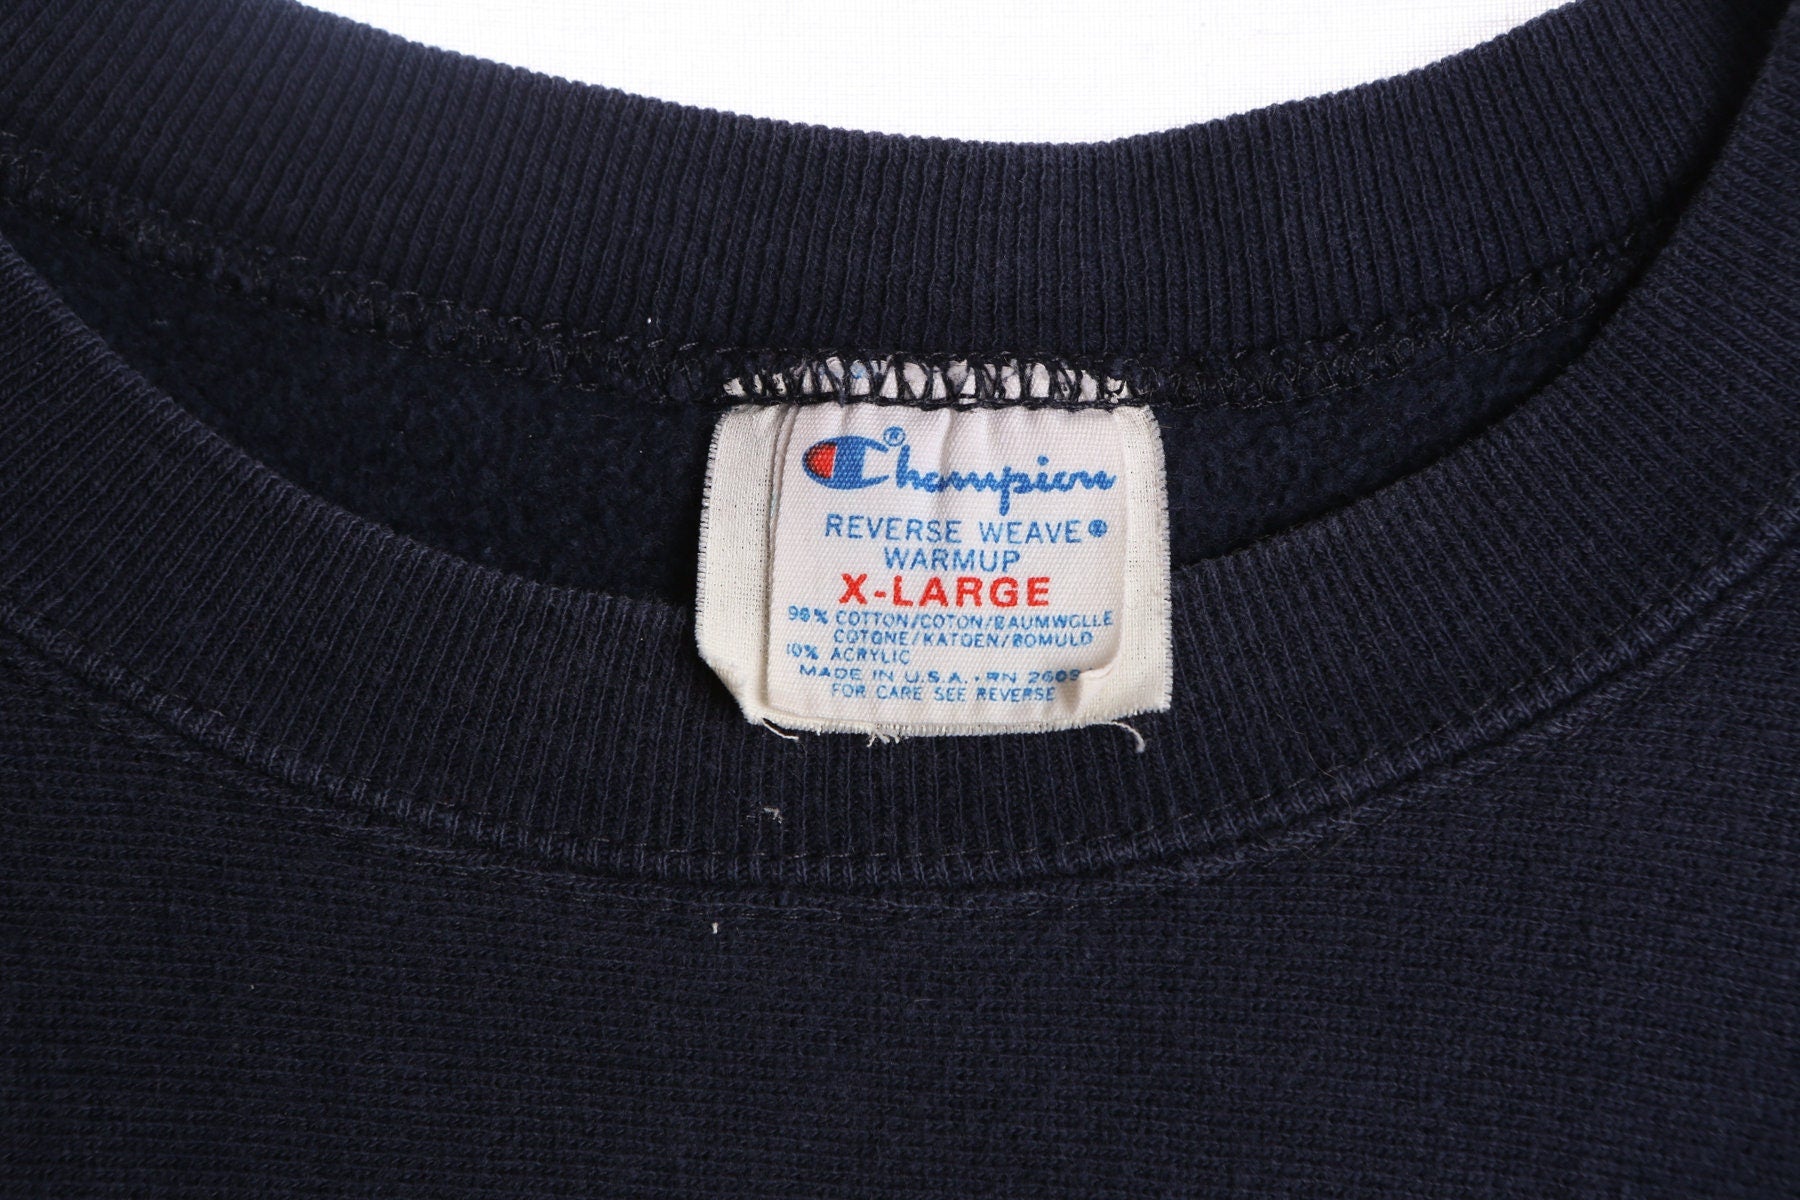 Champion®
REVERSE WEAVE®
WARMUP
X-LARGE
90% COTTON/COTON/BAUMWOLLE
COTONE/KATOEN/BOMULD
10% ACRYLIC
MADE IN U.S.A. · RN
FOR CARE SEE REVERSE